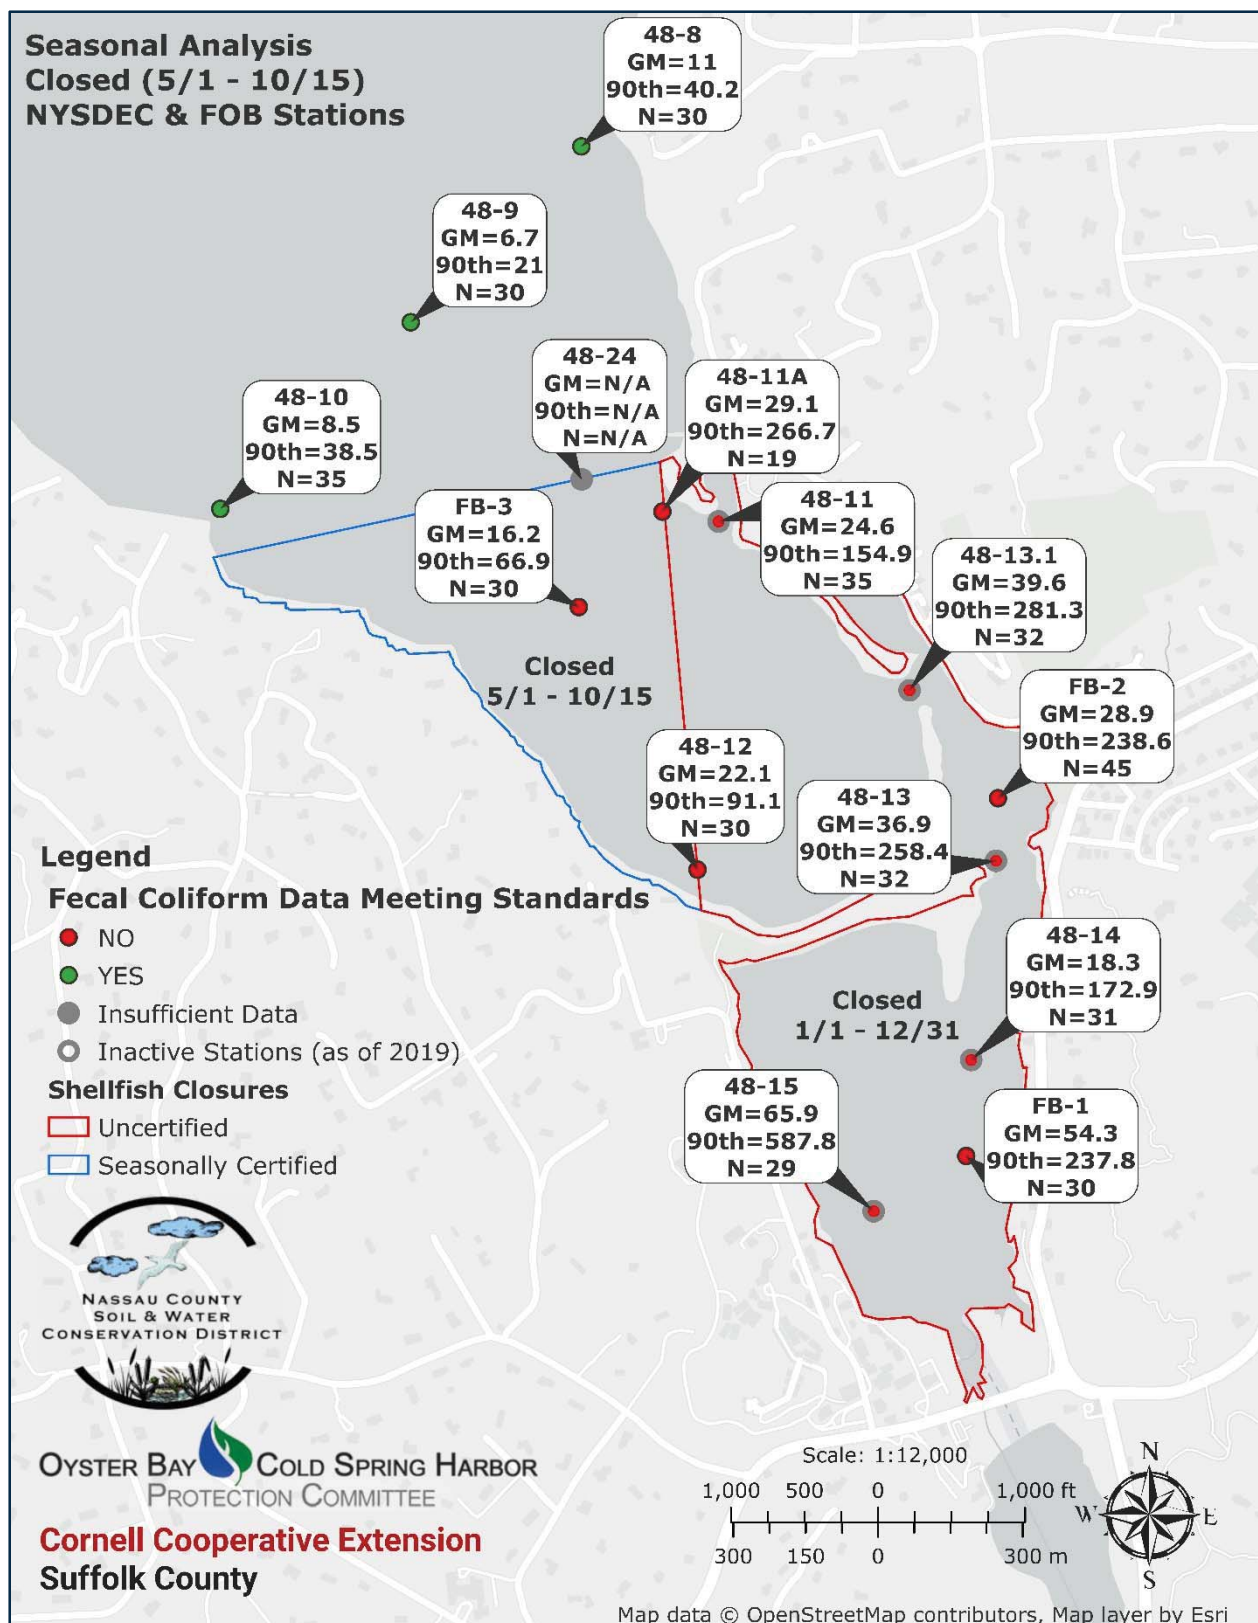 Seasonal Analysis
Closed (5/1 - 10/15)
NYSDEC & FOB Stations
48-8
GM=11
90th=40.2
N=30
48-9
GM=6.7
90th=21
N=30
48-24
GM=N/A
90th=N/A
N=N/A
48-11A
GM=29.1
90th=266.7
N=19
48-10
GM=8.5
90th=38.5
N=35
FB-3
GM=16.2
90th=66.9
N=30
48-11
GM=24.6
90th=154.9
N=35
48-13.1
GM=39.6
90th=281.3
N=32
Closed
5/1 - 10/15
FB-2
GM=28.9
90th=238.6
N=45
48-12
GM=22.1
90th=91.1
N=30
48-13
GM=36.9
90th=258.4
N=32
48-14
GM=18.3
90th=172.9
N=31
Closed
1/1 - 12/31
48-15
GM=65.9
90th=587.8
N=29
FB-1
GM=54.3
90th=237.8
N=30
Legend
Fecal Coliform Data Meeting Standards
NO
YES
Insufficient Data
Inactive Stations (as of 2019)
Shellfish Closures
Uncertified
Seasonally Certified
NASSAU COUNTY
SOIL & WATER
CONSERVATION DISTRICT
OYSTER BAY COLD SPRING HARBOR
PROTECTION COMMITTEE
Cornell Cooperative Extension
Suffolk County
Scale: 1:12,000
1,000 500 0 1,000 ft
300 150 0 300 m
N
W E
S
Map data © OpenStreetMap contributors, Map layer by Esri